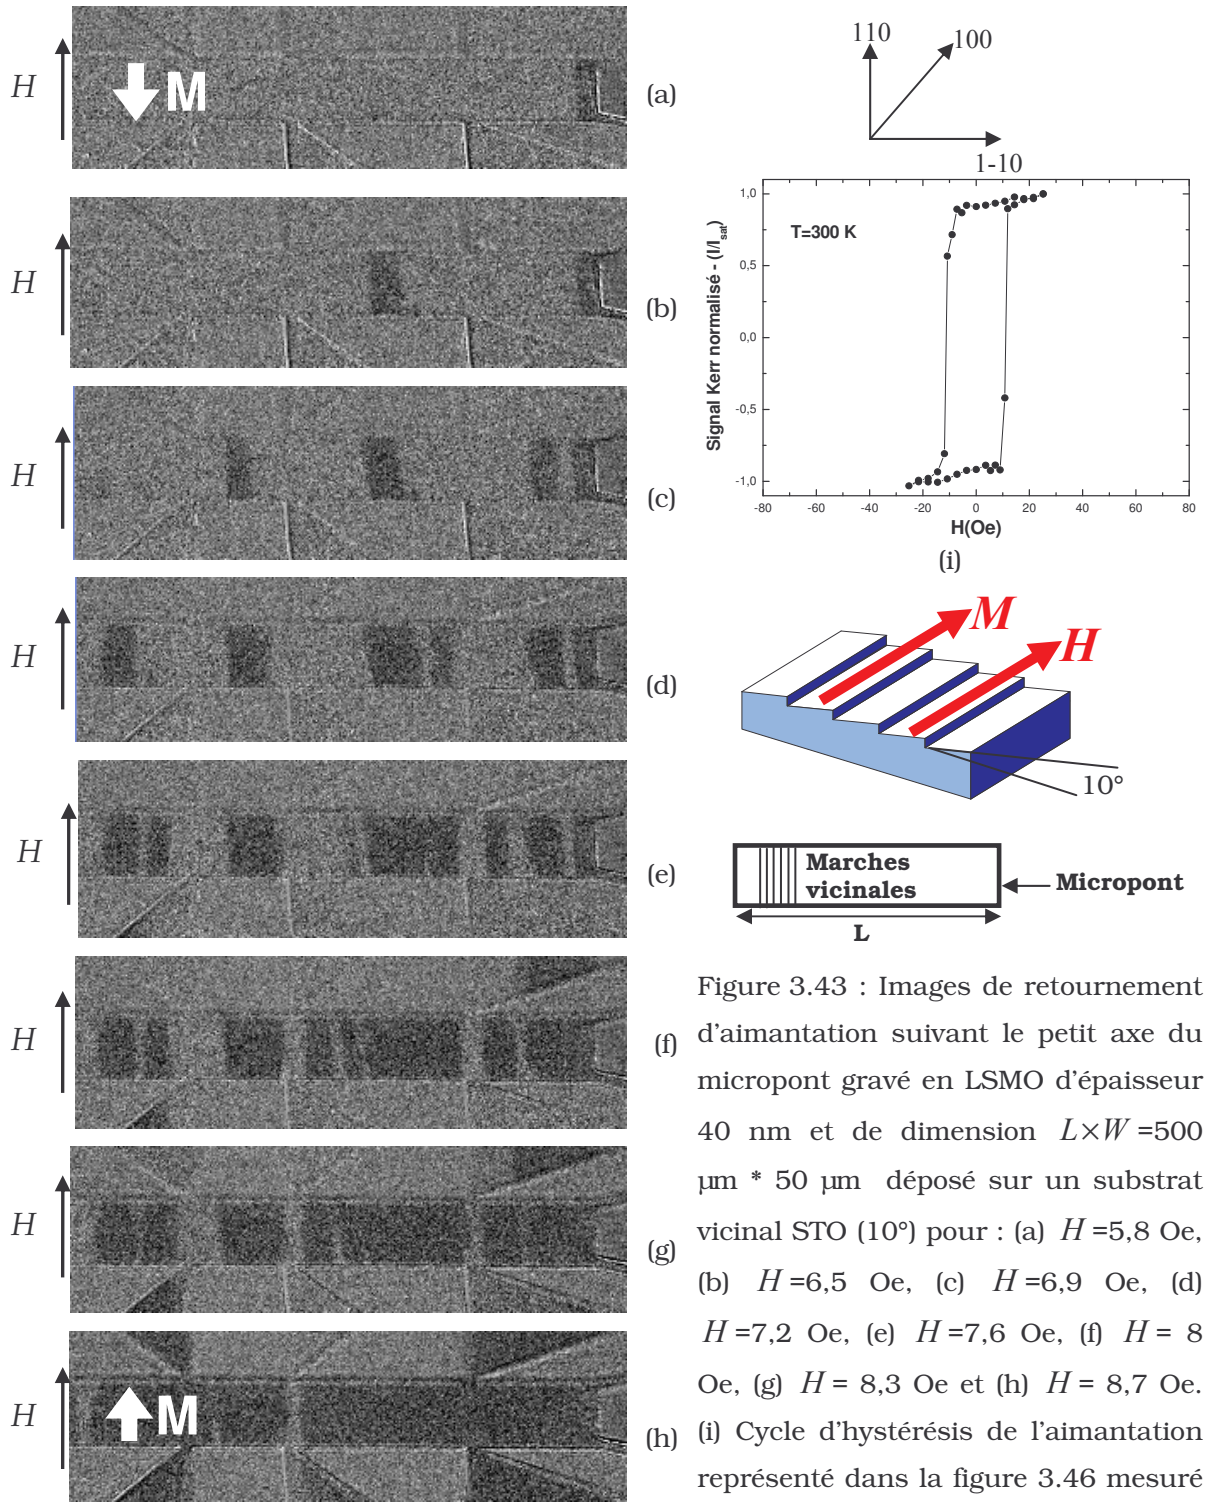 H
M
(a)
H
(b)
H
(c)
H
(d)
H
(e)
H
(f)
H
(g)
H
M
(h)
110
100
1-10
Signal Kerr normalisé - (I/I_sat)
1,0
0,5
0,0
-0,5
-1,0
T=300 K
-80 -60 -40 -20 0 20 40 60 80
H(Oe)
(i)
M
H
10°
Marches
vicinales
Micropont
L
Figure 3.43 : Images de retournement
d'aimantation suivant le petit axe du
micropont gravé en LSMO d'épaisseur
40 nm et de dimension L×W =500
µm * 50 µm déposé sur un substrat
vicinal STO (10°) pour : (a) H =5,8 Oe,
(b) H =6,5 Oe, (c) H =6,9 Oe, (d)
H =7,2 Oe, (e) H =7,6 Oe, (f) H = 8
Oe, (g) H = 8,3 Oe et (h) H = 8,7 Oe.
(i) Cycle d'hystérésis de l'aimantation
représenté dans la figure 3.46 mesuré